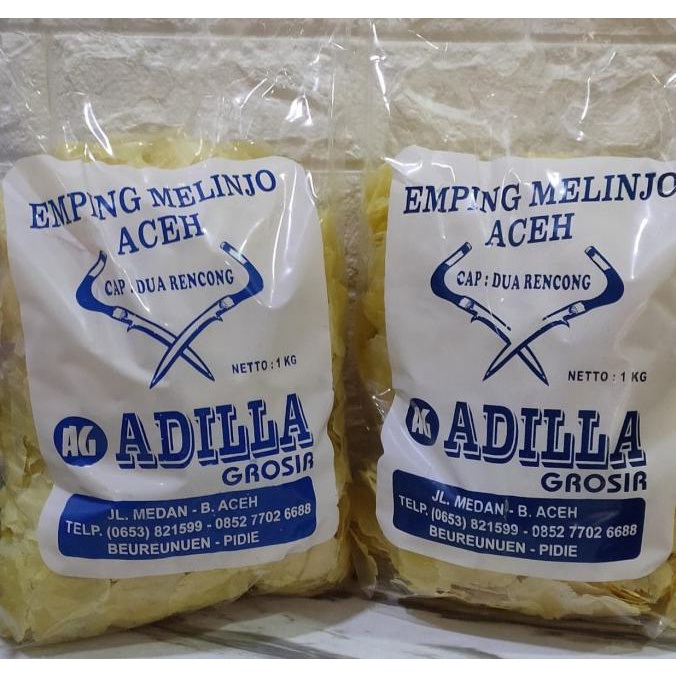 EMPING MELINJO
ACEH
CAP : DUA RENCONG
NETTO : 1 KG
AG ADILLA
GROSIR
JL. MEDAN - B. ACEH
TELP. (0653) 821599 - 0852 7702 6688
BEUREUNUEN - PIDIE
EMPING MELINJO
ACEH
CAP : DUA RENCONG
NETTO : 1 KG
AG ADILLA
GROSIR
JL. MEDAN - B. ACEH
TELP. (0653) 821599 - 0852 7702 6688
BEUREUNUEN - PIDIE